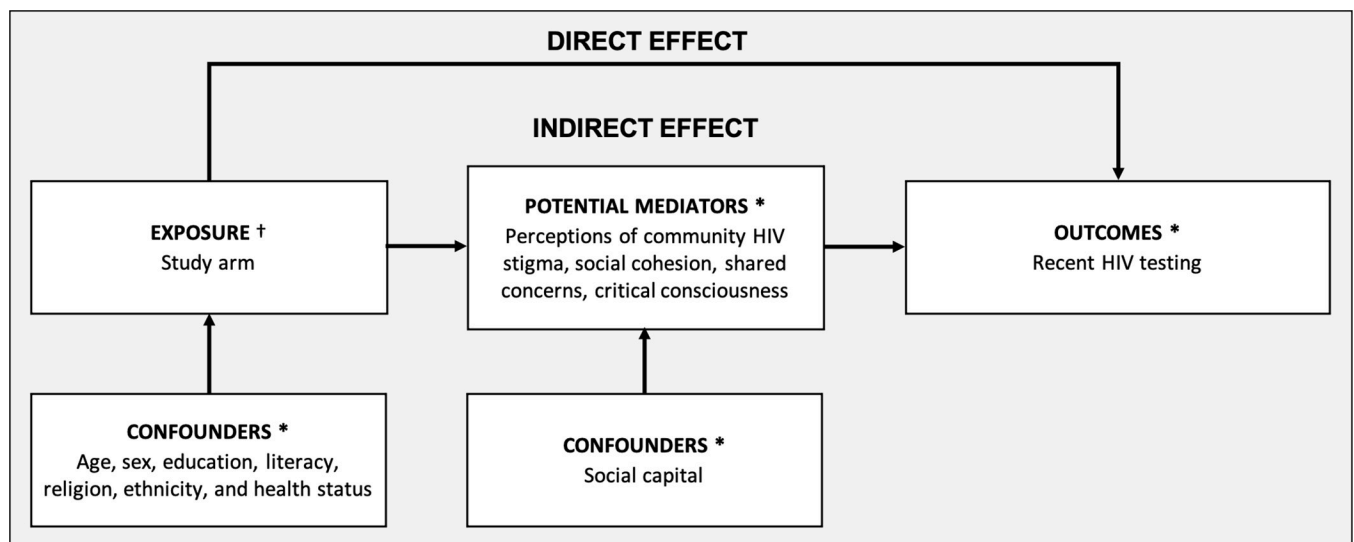 DIRECT EFFECT
INDIRECT EFFECT
EXPOSURE †
Study arm
POTENTIAL MEDIATORS *
Perceptions of community HIV
stigma, social cohesion, shared
concerns, critical consciousness
OUTCOMES *
Recent HIV testing
CONFOUNDERS *
Age, sex, education, literacy,
religion, ethnicity, and health status
CONFOUNDERS *
Social capital